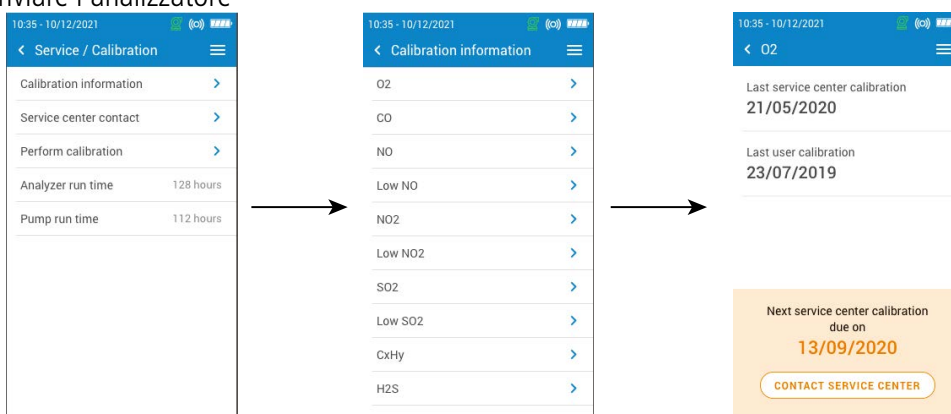 nviare l'analizzatore
10:35 - 10/12/2021
Service / Calibration
Calibration information
Service center contact
Perform calibration
Analyzer run time 128 hours
Pump run time 112 hours
10:35 - 10/12/2021
Calibration information
O2
CO
NO
Low NO
NO2
Low NO2
SO2
Low SO2
CxHy
H2S
10:35 - 10/12/2021
O2
Last service center calibration
21/05/2020
Last user calibration
23/07/2019
Next service center calibration
due on
13/09/2020
CONTACT SERVICE CENTER